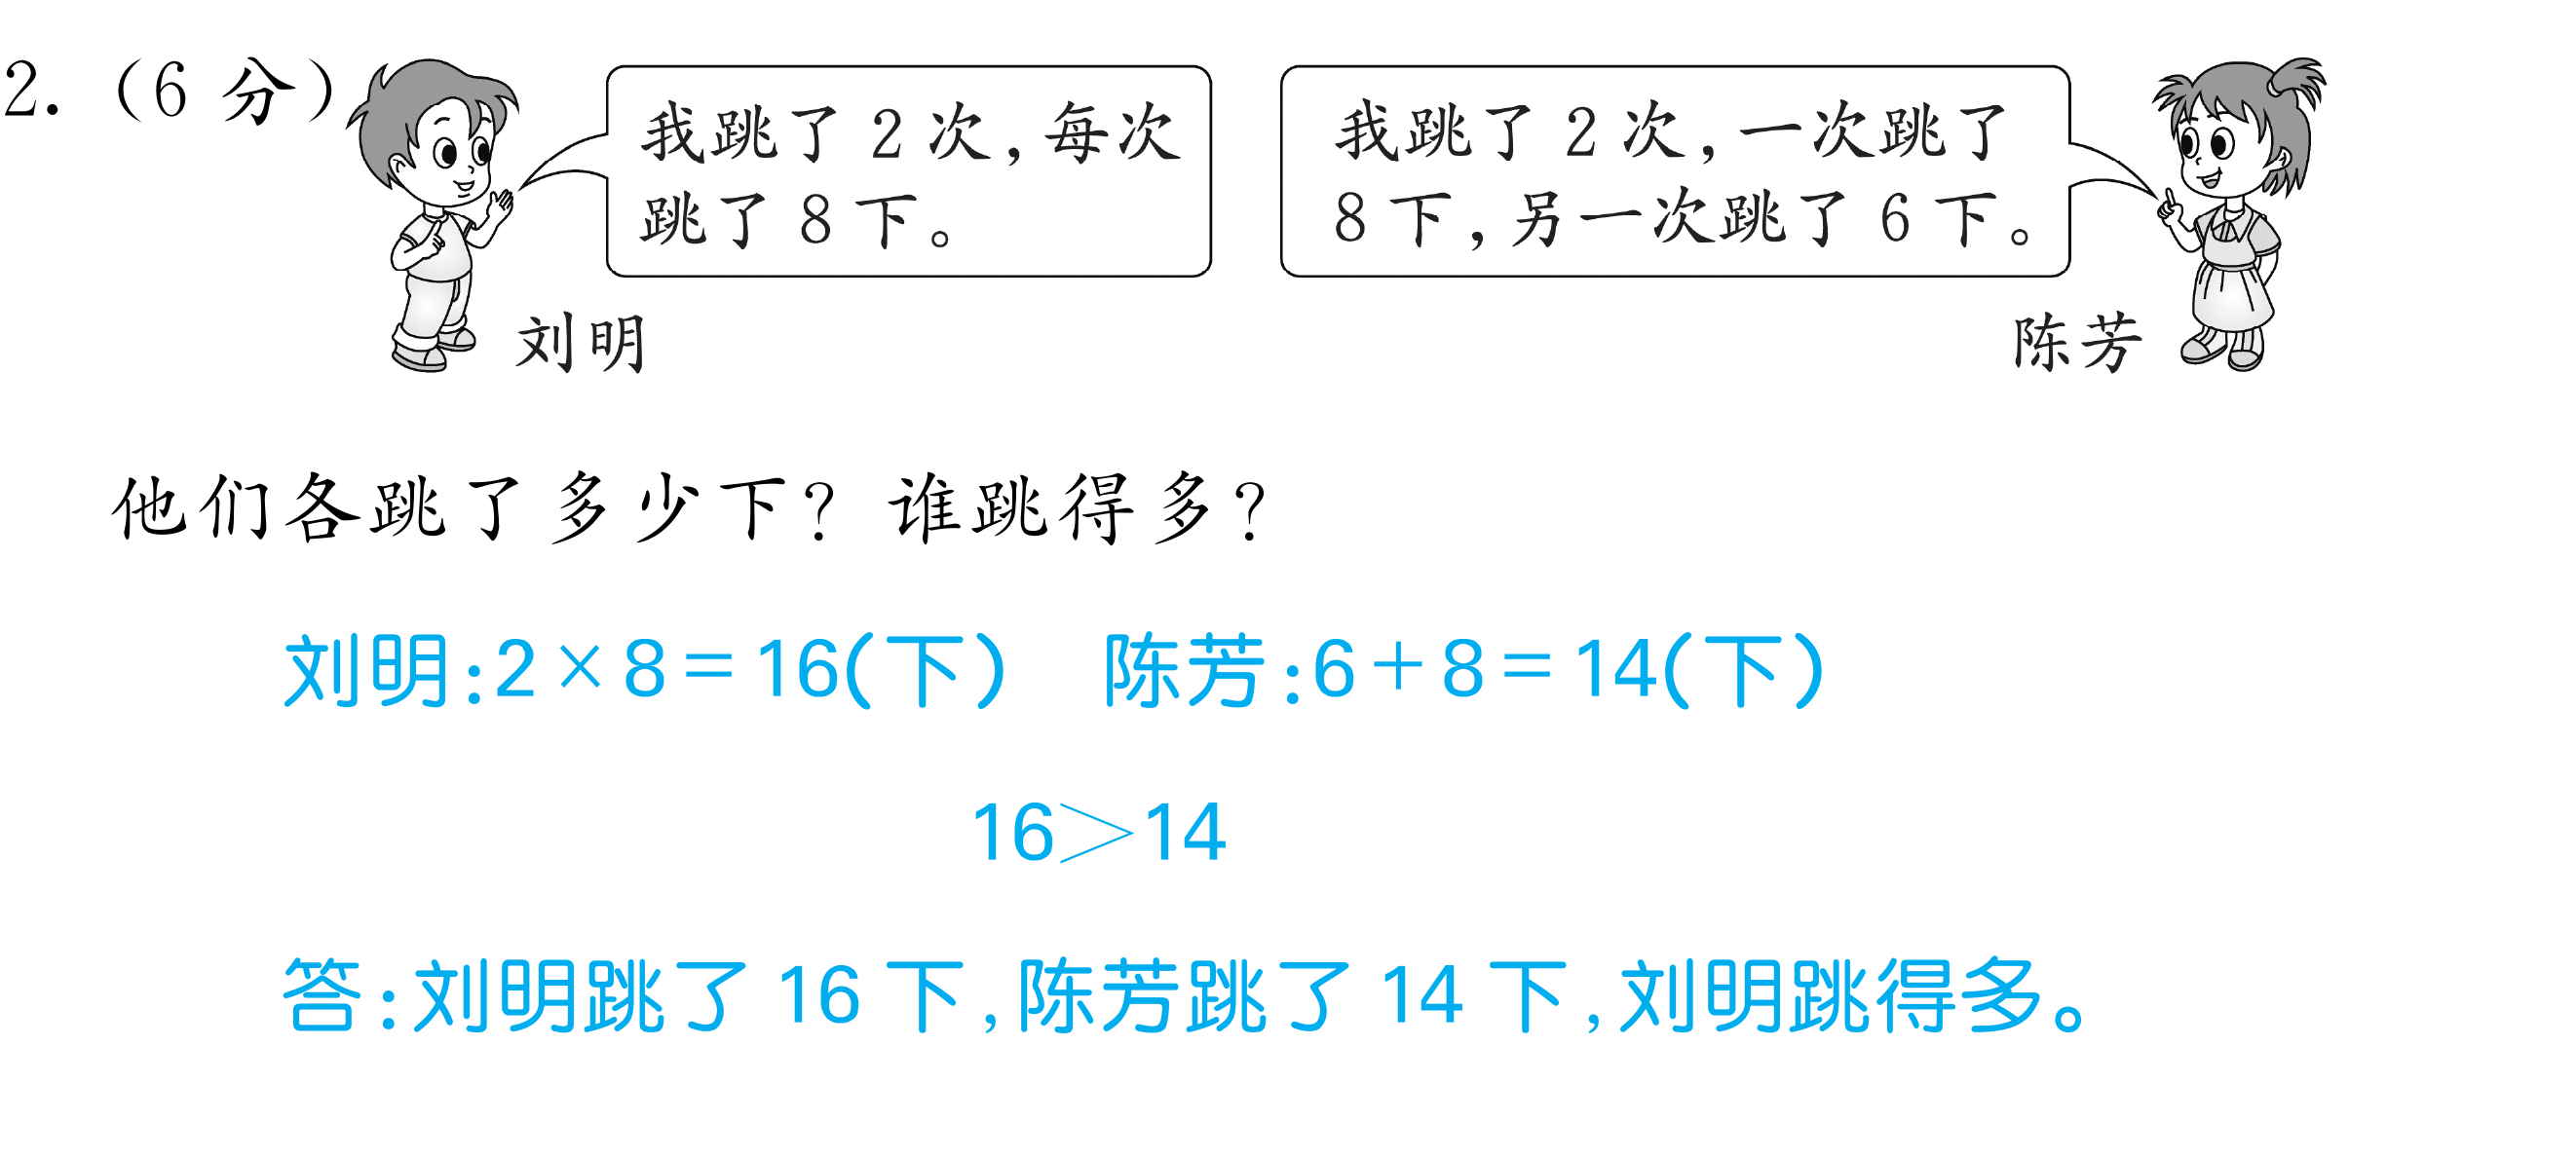 2.（6 分）
我跳了 2 次,每次
跳了 8 下。
刘明
我跳了 2 次,一次跳了
8 下,另一次跳了 6 下。
陈芳
他们各跳了多少下？谁跳得多？
刘明:2×8=16(下) 陈芳:6+8=14(下)
16>14
答:刘明跳了 16 下,陈芳跳了 14 下,刘明跳得多。